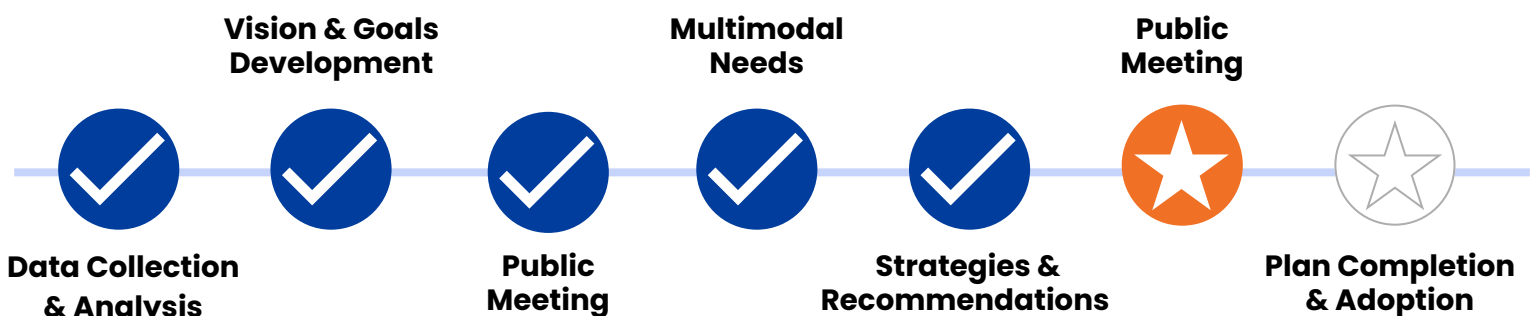 Vision & Goals
Development
Multimodal
Needs
Public
Meeting
Data Collection
& Analysis
Public
Meeting
Strategies &
Recommendations
Plan Completion
& Adoption